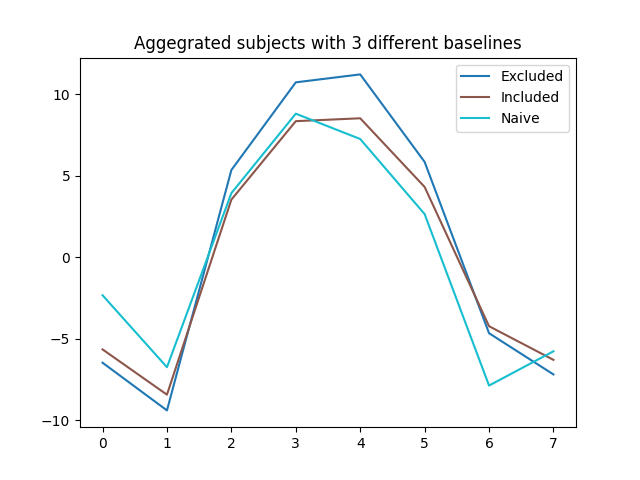 Aggegrated subjects with 3 different baselines
Excluded
Included
Naive
10
5
0
−5
−10
0 1 2 3 4 5 6 7